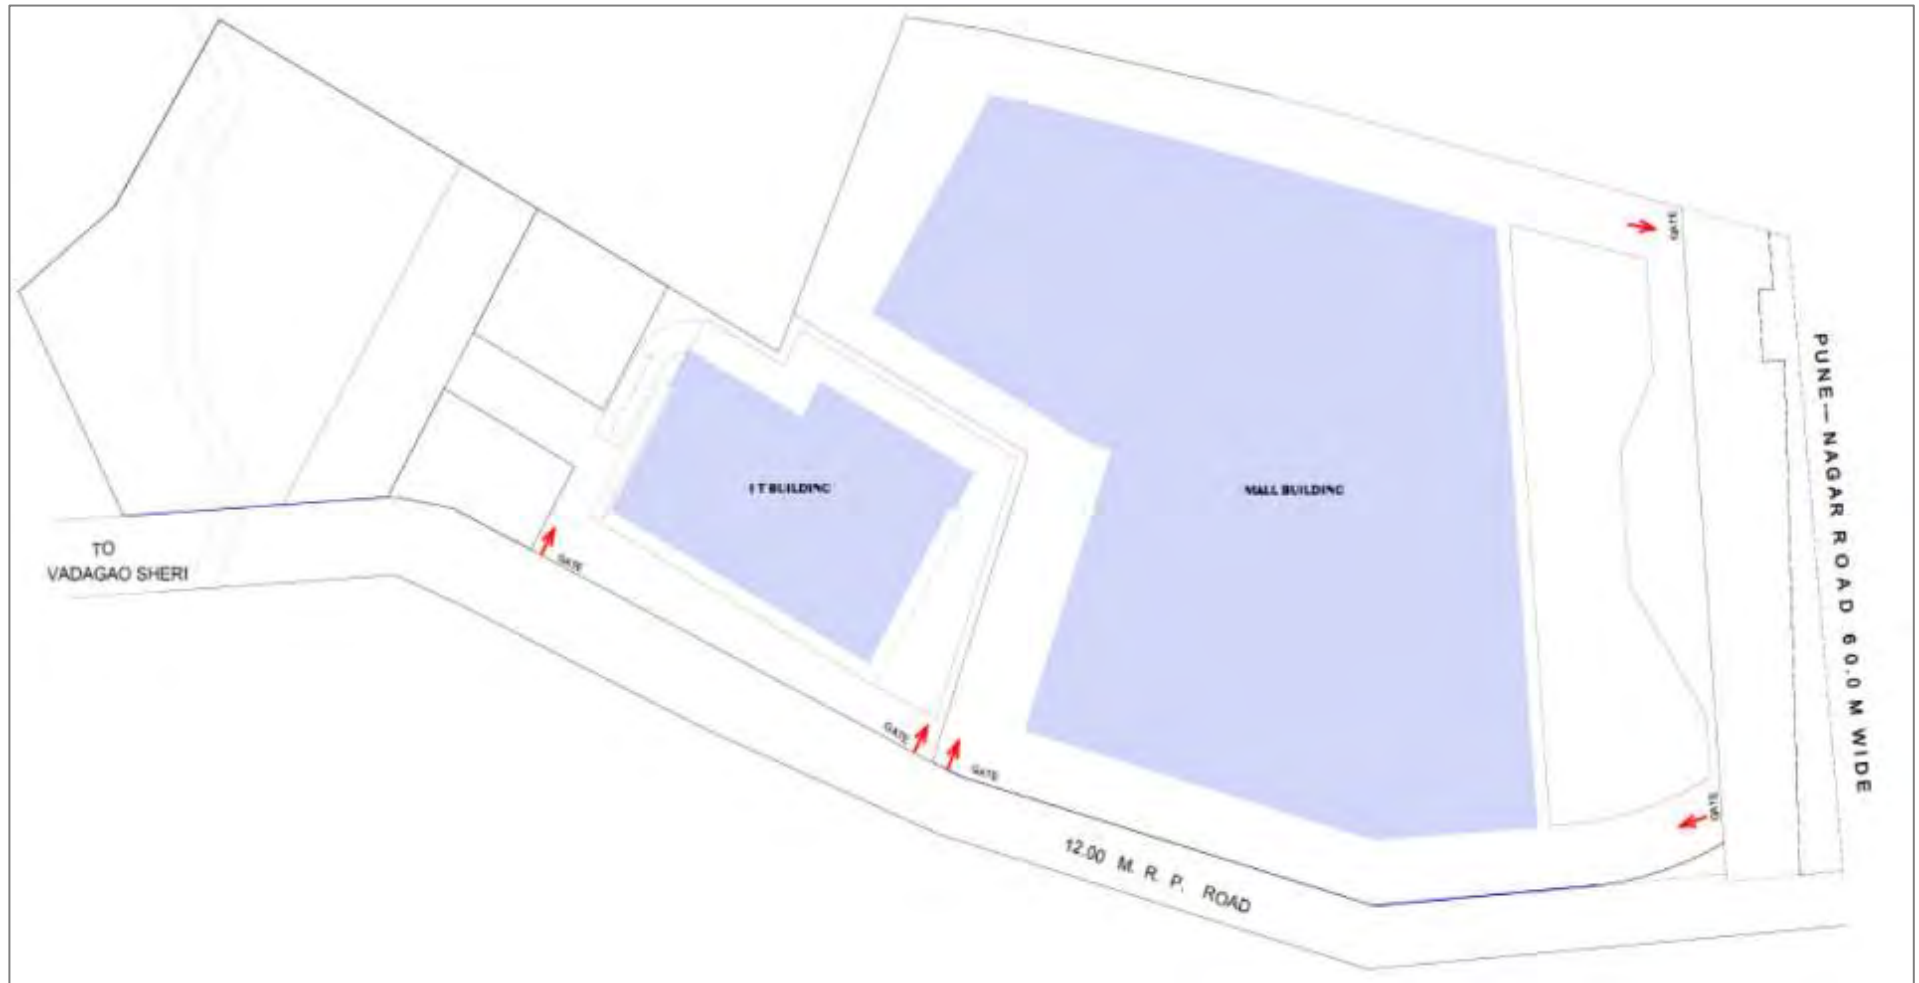 GATE
PUNE—NAGAR ROAD 60.0 M WIDE
I T BUILDING
MALL BUILDING
TO
VADAGAO SHERI
GATE
GATE
GATE
GATE
12.00 M. R. P. ROAD